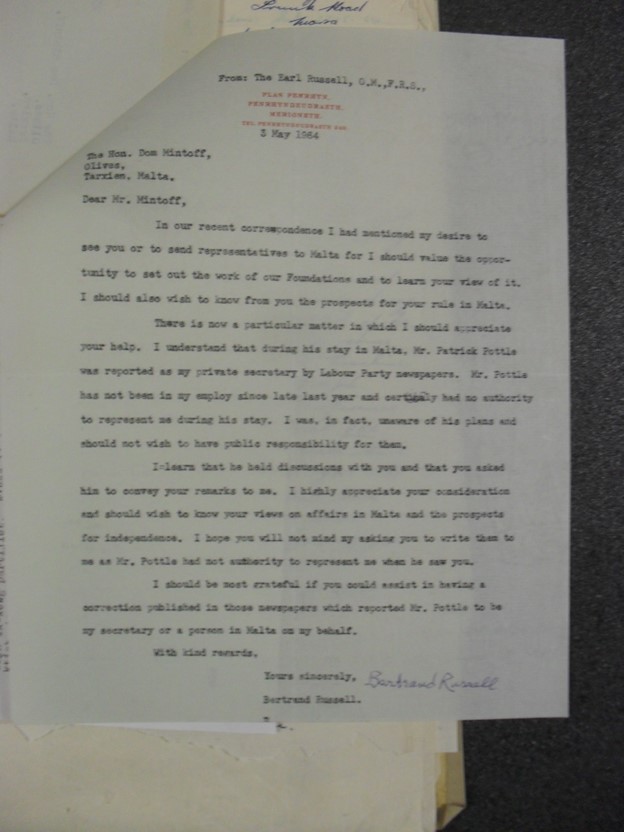 From: The Earl Russell, O.M.,F.R.S.,
PLAS PENRHYN,
PENRHYNDEUDRAETH,
MERIONETH.
TEL. PENRHYNDEUDRAETH
3 May 1964
The Hon. Dom Mintoff,
Olives,
Tarxien, Malta.
Dear Mr. Mintoff,
In our recent correspondence I had mentioned my desire to
see you or to send representatives to Malta for I should value the oppor-
tunity to set out the work of our Foundations and to learn your view of it.
I should also wish to know from you the prospects for your rule in Malta.
There is now a particular matter in which I should appreciate
your help. I understand that during his stay in Malta, Mr. Patrick Pottle
was reported as my private secretary by Labour Party newspapers. Mr. Pottle
has not been in my employ since late last year and certainly had no authority
to represent me during his stay. I was, in fact, unaware of his plans and
should not wish to have public responsibility for them.
I learn that he held discussions with you and that you asked
him to convey your remarks to me. I highly appreciate your consideration
and should wish to know your views on affairs in Malta and the prospects
for independence. I hope you will not mind my asking you to write them to
me as Mr. Pottle had not authority to represent me when he saw you.
I should be most grateful if you could assist in having a
correction published in those newspapers which reported Mr. Pottle to be
my secretary or a person in Malta on my behalf.
With kind regards,
Yours sincerely, Bertrand Russell
Bertrand Russell.